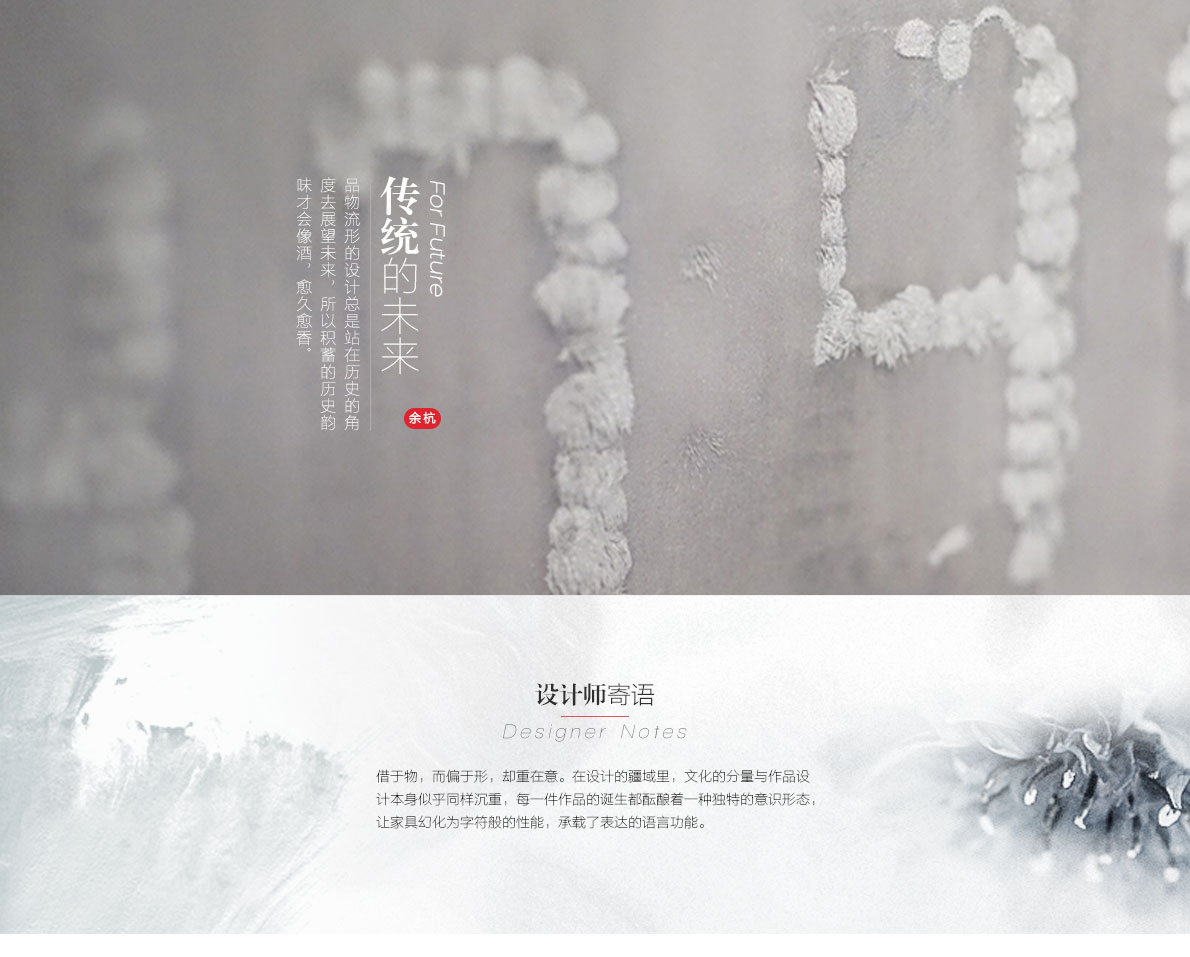 For Future
传统的未来
余杭
品物流形的设计总是站在历史的角
度去展望未来，所以积蓄的历史韵
味才会像酒，愈久愈香。
设计师寄语
Designer Notes
借于物，而偏于形，却重在意。在设计的疆域里，文化的分量与作品设
计本身似乎同样沉重，每一件作品的诞生都酝酿着一种独特的意识形态，
让家具幻化为字符般的性能，承载了表达的语言功能。